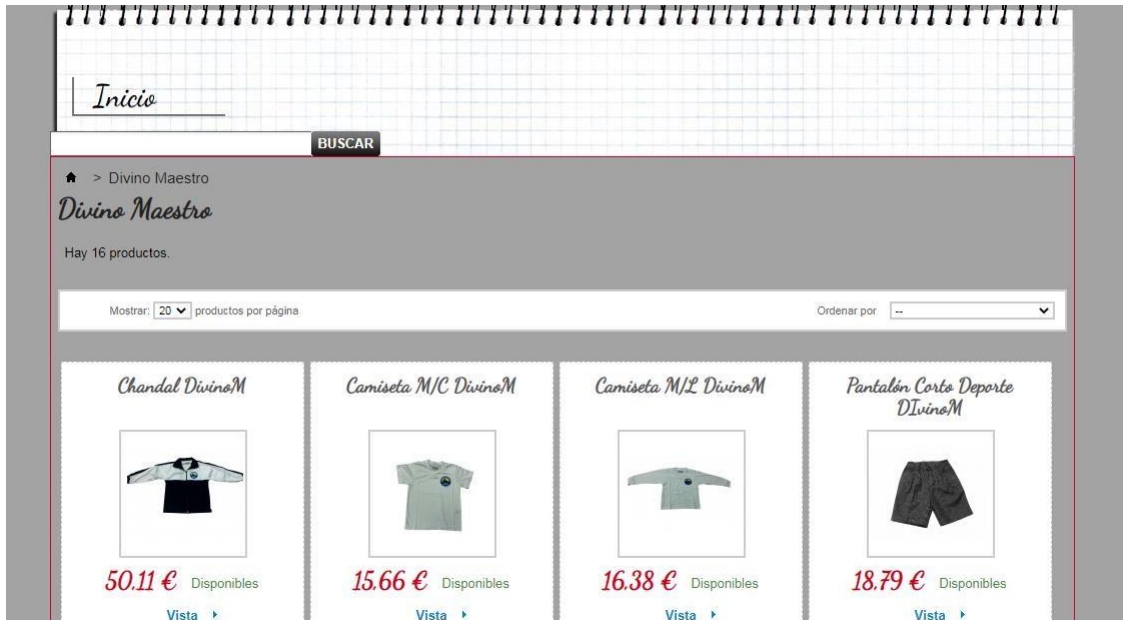 Inicio
BUSCAR
> Divino Maestro
Divino Maestro
Hay 16 productos.
Mostrar: 20 productos por página
Ordenar por --
Chandal DivinoM
Camiseta M/C DivinoM
Camiseta M/L DivinoM
Pantalón Corto Deporte
DIvinoM
50.11 € Disponibles
15.66 € Disponibles
16.38 € Disponibles
18.79 € Disponibles
Vista
Vista
Vista
Vista